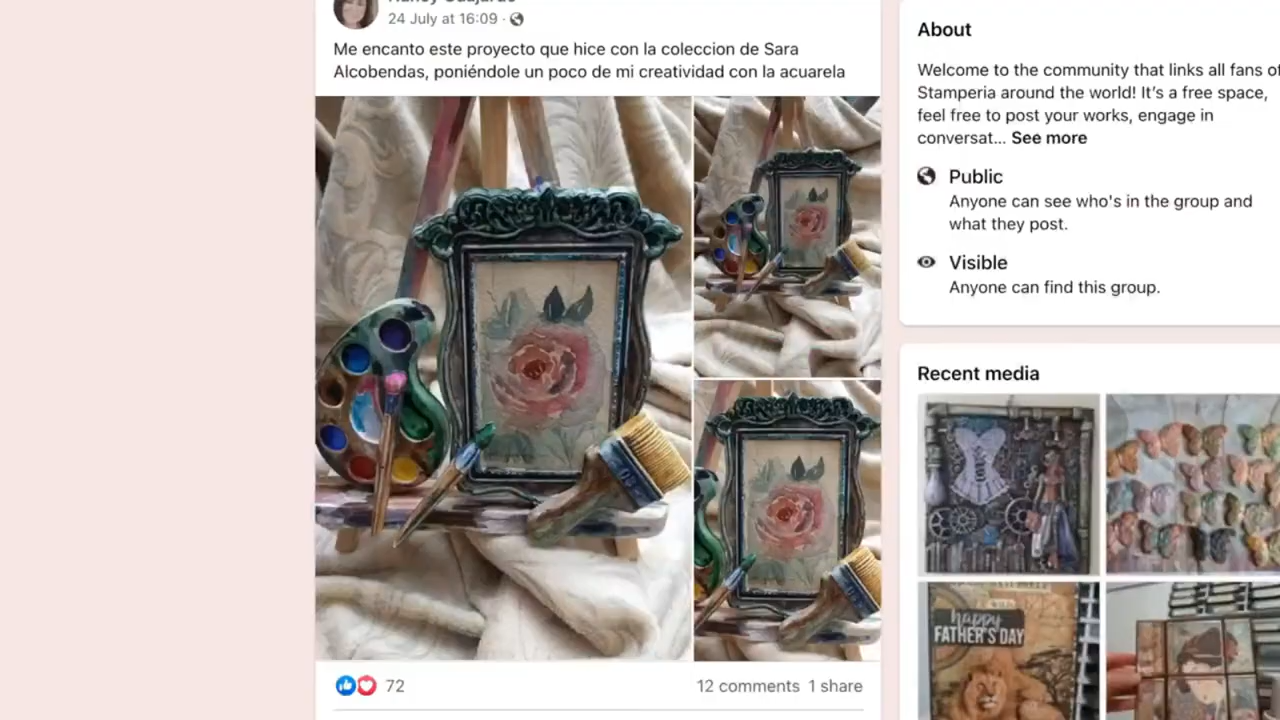 24 July at 16:09 ·
Me encanto este proyecto que hice con la coleccion de Sara
Alcobendas, poniéndole un poco de mi creatividad con la acuarela
72
12 comments 1 share
About
Welcome to the community that links all fans of
Stamperia around the world! It's a free space,
feel free to post your works, engage in
conversat... See more
Public
Anyone can see who's in the group and
what they post.
Visible
Anyone can find this group.
Recent media
happy
FATHER'S DAY